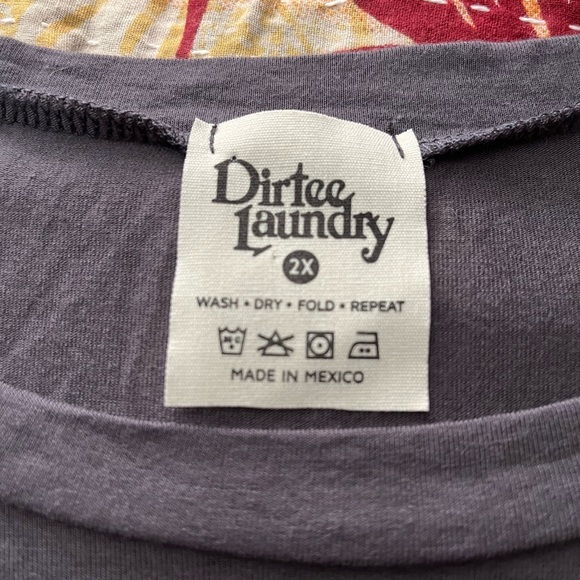 Dirtee
Laundry
2X
WASH • DRY • FOLD • REPEAT
MADE IN MEXICO